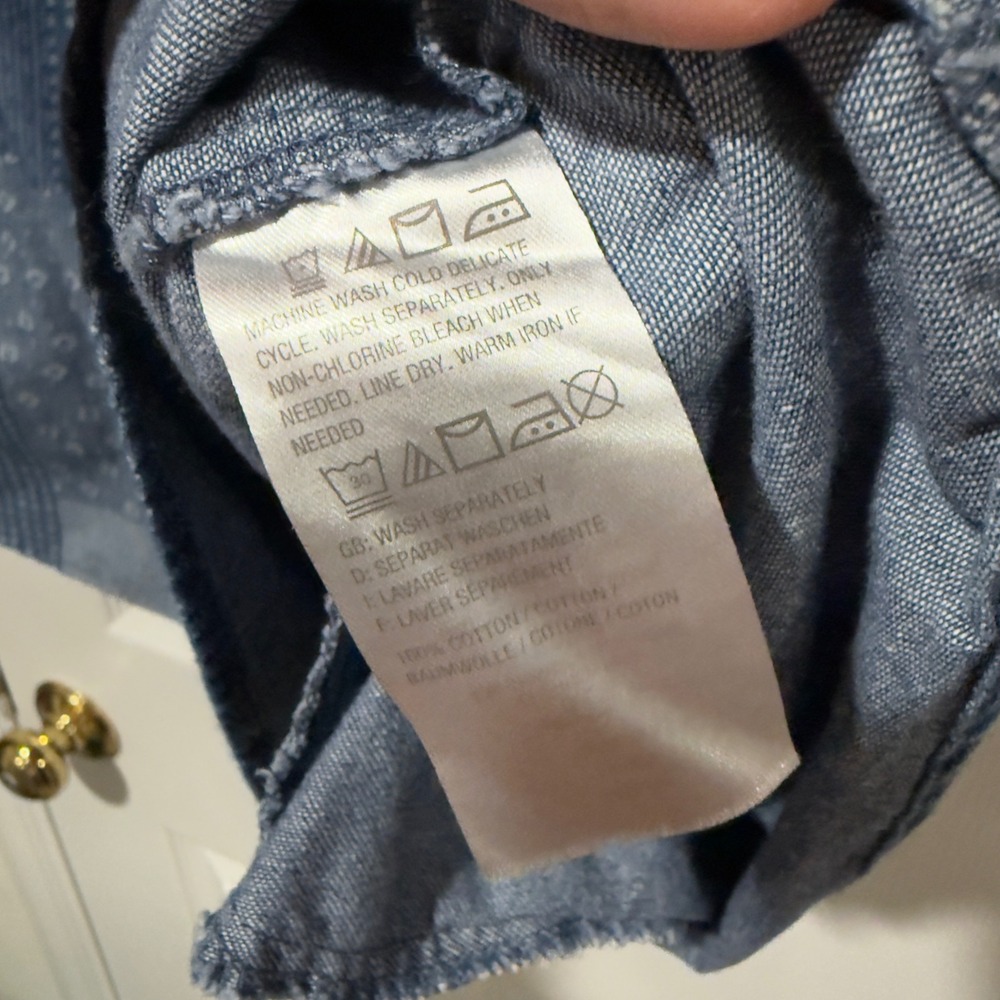 MACHINE WASH COLD DELICATE
CYCLE. WASH SEPARATELY. ONLY
NON-CHLORINE BLEACH WHEN
NEEDED. LINE DRY. WARM IRON IF
NEEDED
30
GB: WASH SEPARATELY
D: SEPARAT WASCHEN
I: LAVARE SEPARATAMENTE
F: LAVER SÉPARÉMENT
100% COTTON / COTTON /
BAUMWOLLE / COTONE / COTON